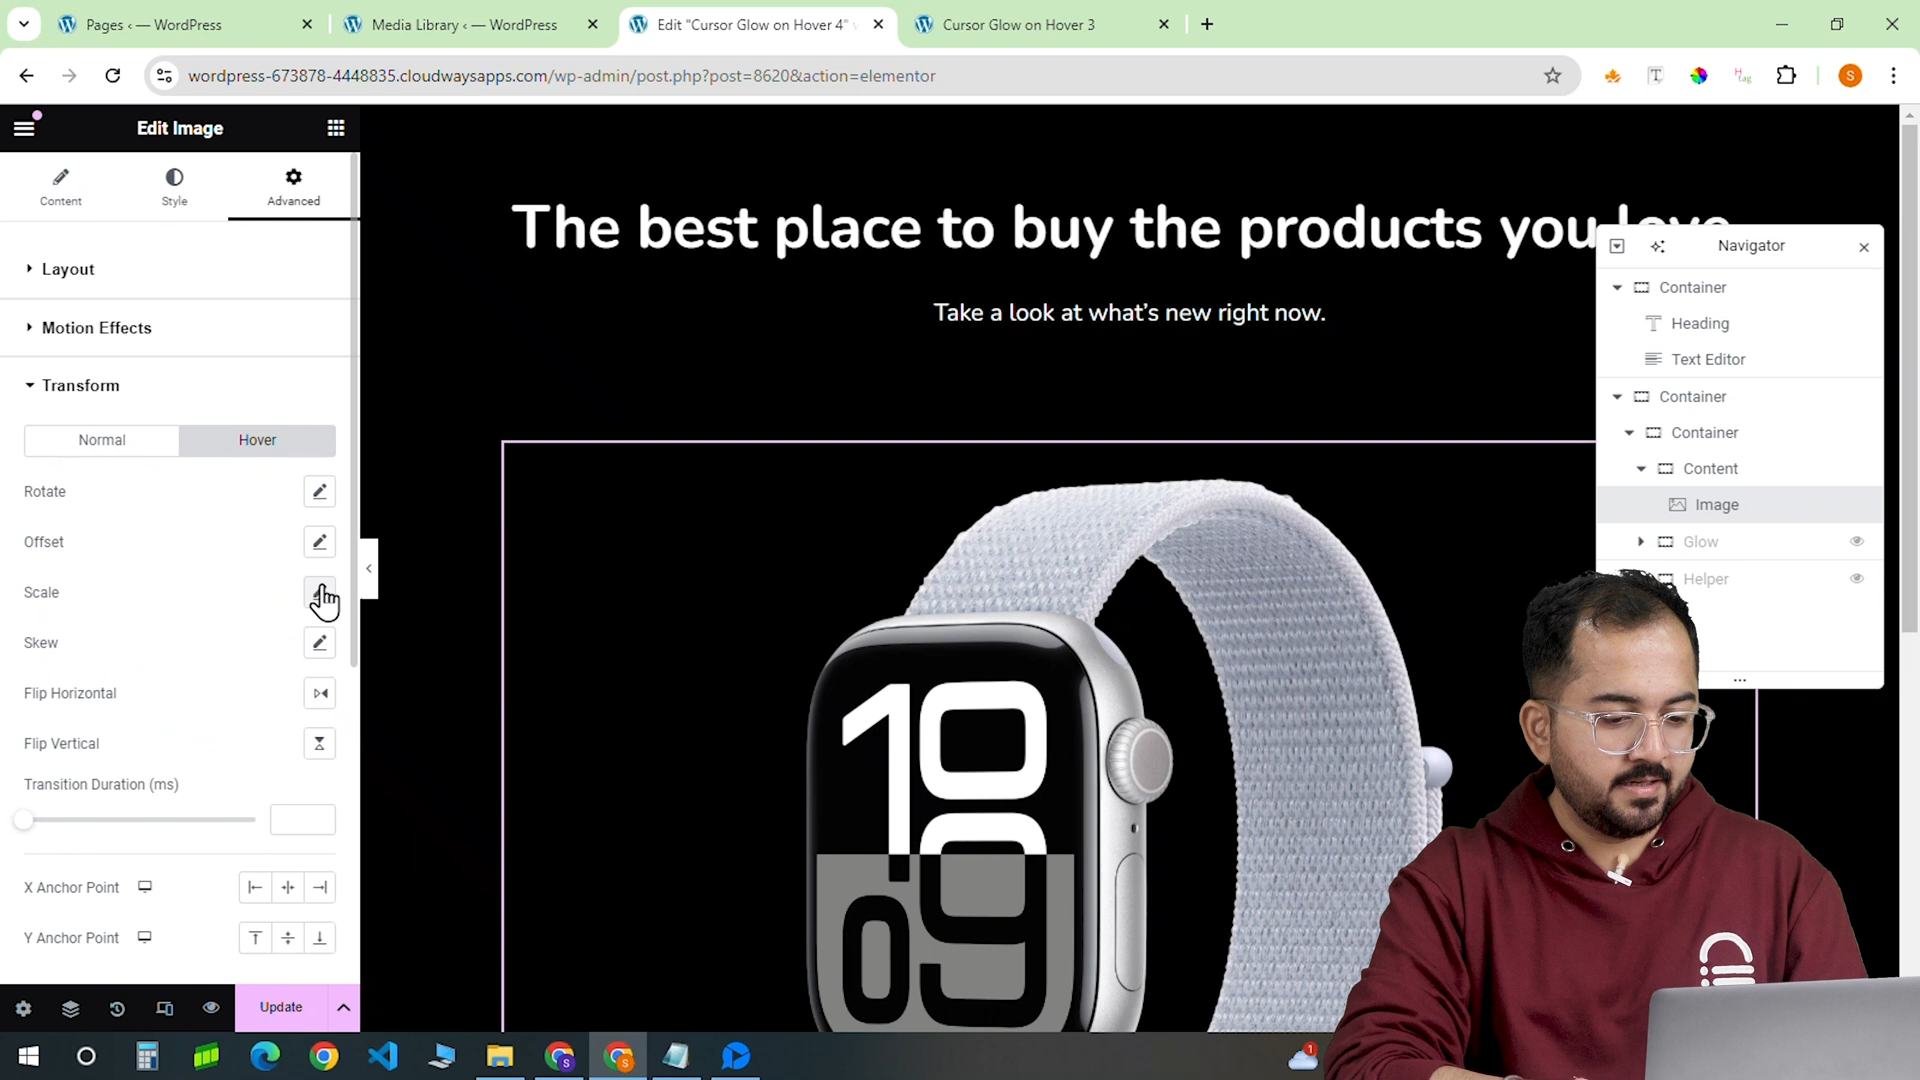 Pages ‹ — WordPress
Media Library ‹ — WordPress
Edit "Cursor Glow on Hover 4"
Cursor Glow on Hover 3
wordpress-673878-4448835.cloudwaysapps.com/wp-admin/post.php?post=8620&action=elementor
S
Edit Image
Content
Style
Advanced
Layout
Motion Effects
Transform
Normal
Hover
Rotate
Offset
Scale
Skew
Flip Horizontal
Flip Vertical
Transition Duration (ms)
X Anchor Point
Y Anchor Point
Update
The best place to buy the products you love
Take a look at what's new right now.
10
09
Navigator
Container
Heading
Text Editor
Container
Container
Content
Image
Glow
Helper
1